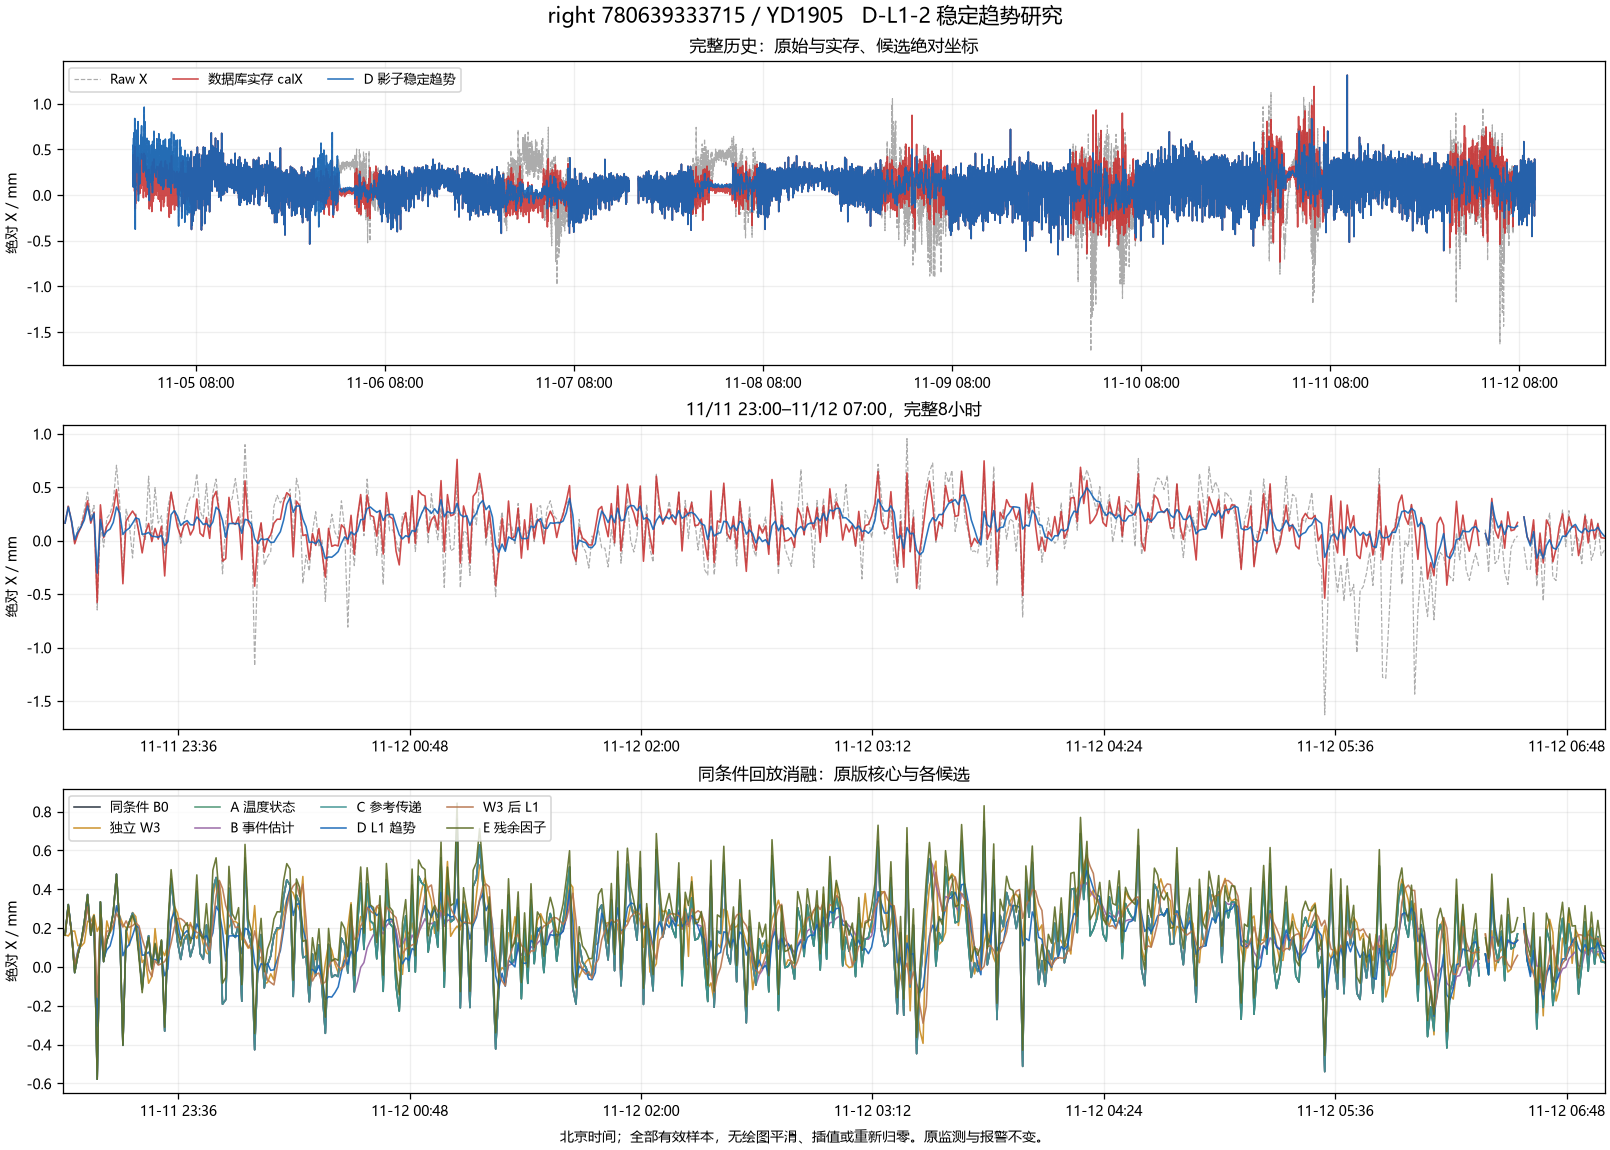 right 780639333715 / YD1905   D-L1-2 稳定趋势研究
完整历史：原始与实存、候选绝对坐标
Raw X
数据库实存 calX
D 影子稳定趋势
绝对 X / mm
1.0
0.5
0.0
-0.5
-1.0
-1.5
11-05 08:00
11-06 08:00
11-07 08:00
11-08 08:00
11-09 08:00
11-10 08:00
11-11 08:00
11-12 08:00
11/11 23:00–11/12 07:00，完整8小时
绝对 X / mm
1.0
0.5
0.0
-0.5
-1.0
-1.5
11-11 23:36
11-12 00:48
11-12 02:00
11-12 03:12
11-12 04:24
11-12 05:36
11-12 06:48
同条件回放消融：原版核心与各候选
同条件 B0
A 温度状态
C 参考传递
W3 后 L1
独立 W3
B 事件估计
D L1 趋势
E 残余因子
绝对 X / mm
0.8
0.6
0.4
0.2
0.0
-0.2
-0.4
-0.6
11-11 23:36
11-12 00:48
11-12 02:00
11-12 03:12
11-12 04:24
11-12 05:36
11-12 06:48
北京时间；全部有效样本，无绘图平滑、插值或重新归零。原监测与报警不变。